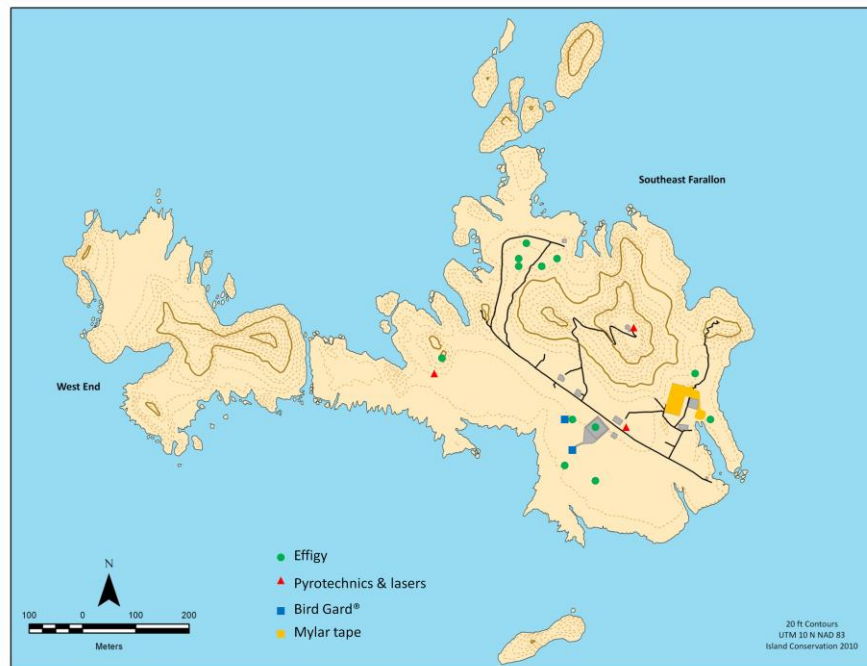 Southeast Farallon
West End
N
100 0 100 200
Meters
Effigy
Pyrotechnics & lasers
Bird Gard®
Mylar tape
20 ft Contours
UTM 10 N NAD 83
Island Conservation 2010